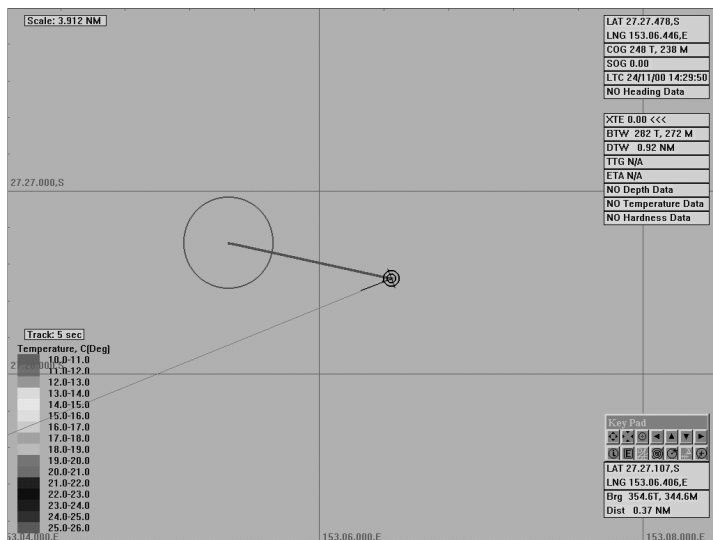 Scale: 3.912 NM
LAT 27.27.478,S
LNG 153.06.446,E
COG 248 T, 238 M
SOG 0.00
LTC 24/11/00 14:29:50
NO Heading Data
XTE 0.00 <<<
BTW 282 T, 272 M
DTW 0.92 NM
TTG N/A
ETA N/A
NO Depth Data
NO Temperature Data
NO Hardness Data
27.27.000,S
Track: 5 sec
Temperature, C[Deg]
10.0-11.0
11.0-12.0
12.0-13.0
13.0-14.0
14.0-15.0
15.0-16.0
16.0-17.0
17.0-18.0
18.0-19.0
19.0-20.0
20.0-21.0
21.0-22.0
22.0-23.0
23.0-24.0
24.0-25.0
25.0-26.0
Key Pad
E
LAT 27.27.107,S
LNG 153.06.406,E
Brg 354.6T, 344.6M
Dist 0.37 NM
53.04.000,E
153.06.000,E
153.08.000,E